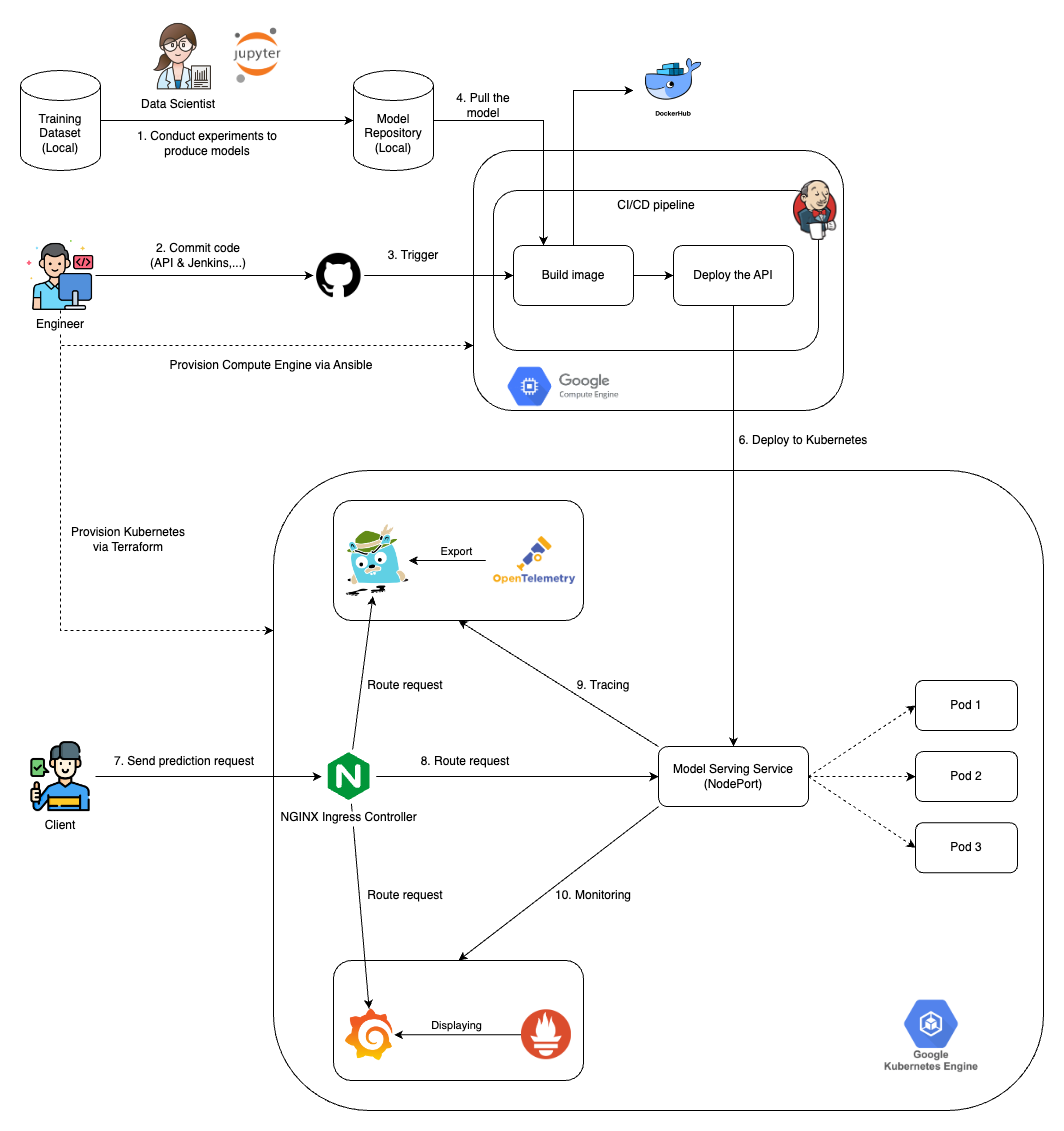 jupyter
Data Scientist
Training
Dataset
(Local)
1. Conduct experiments to
produce models
Model
Repository
(Local)
4. Pull the
model
DockerHub
CI/CD pipeline
2. Commit code
(API & Jenkins,...)
3. Trigger
Build image
Deploy the API
</>
Engineer
Provision Compute Engine via Ansible
Google
Compute Engine
6. Deploy to Kubernetes
Provision Kubernetes
via Terraform
Export
OpenTelemetry
Route request
9. Tracing
Pod 1
7. Send prediction request
8. Route request
Model Serving Service
(NodePort)
Pod 2
N
NGINX Ingress Controller
Client
Pod 3
Route request
10. Monitoring
Displaying
Google
Kubernetes Engine